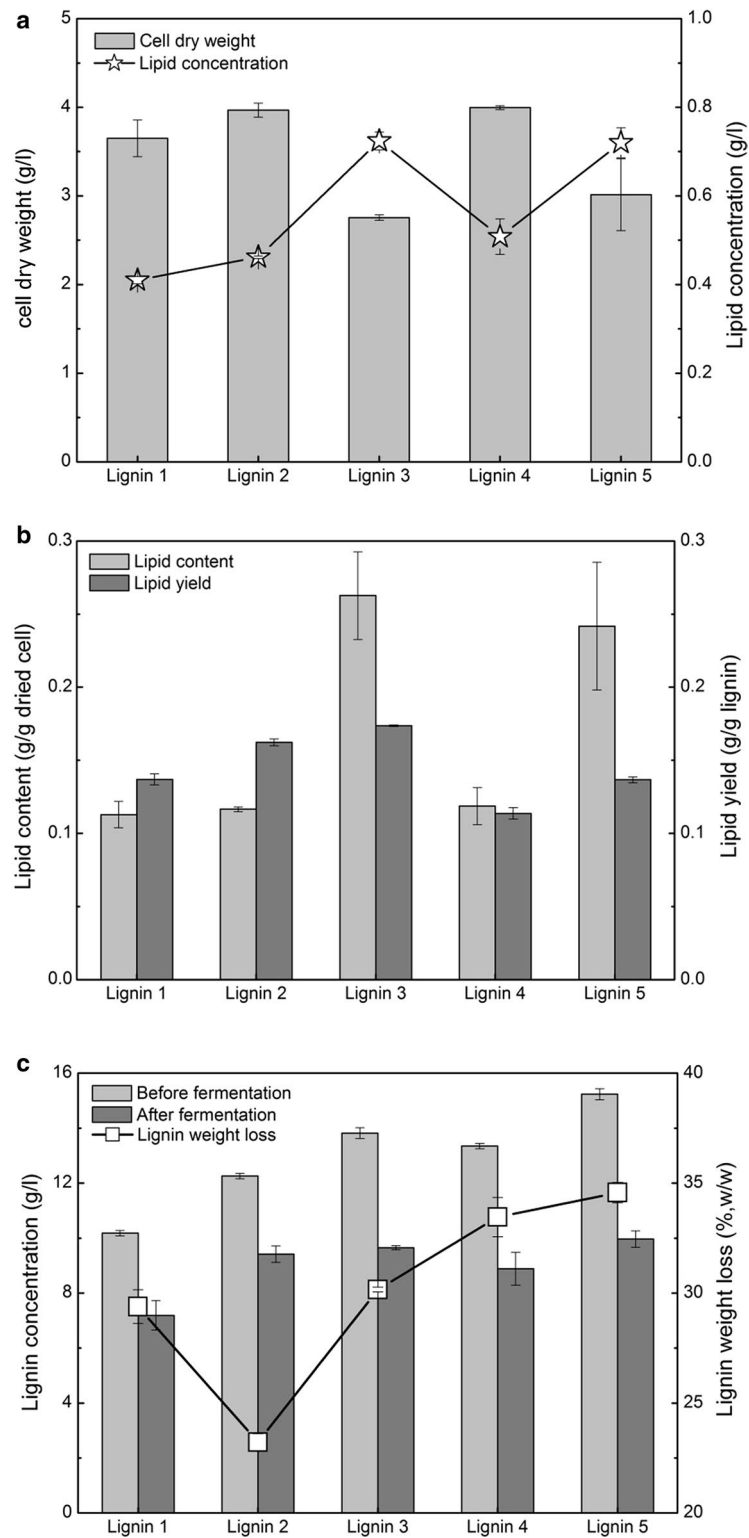 a
5
4
3
2
1
0
cell dry weight (g/l)
Cell dry weight
Lipid concentration
1.0
0.8
0.6
0.4
0.2
0.0
Lipid concentration (g/l)
Lignin 1 Lignin 2 Lignin 3 Lignin 4 Lignin 5
b
0.3
0.2
0.1
0.0
Lipid content (g/g dried cell)
Lipid content
Lipid yield
0.3
0.2
0.1
0.0
Lipid yield (g/g lignin)
Lignin 1 Lignin 2 Lignin 3 Lignin 4 Lignin 5
c
16
12
8
4
0
Lignin concentration (g/l)
Before fermentation
After fermentation
Lignin weight loss
40
35
30
25
20
Lignin weight loss (%,w/w)
Lignin 1 Lignin 2 Lignin 3 Lignin 4 Lignin 5